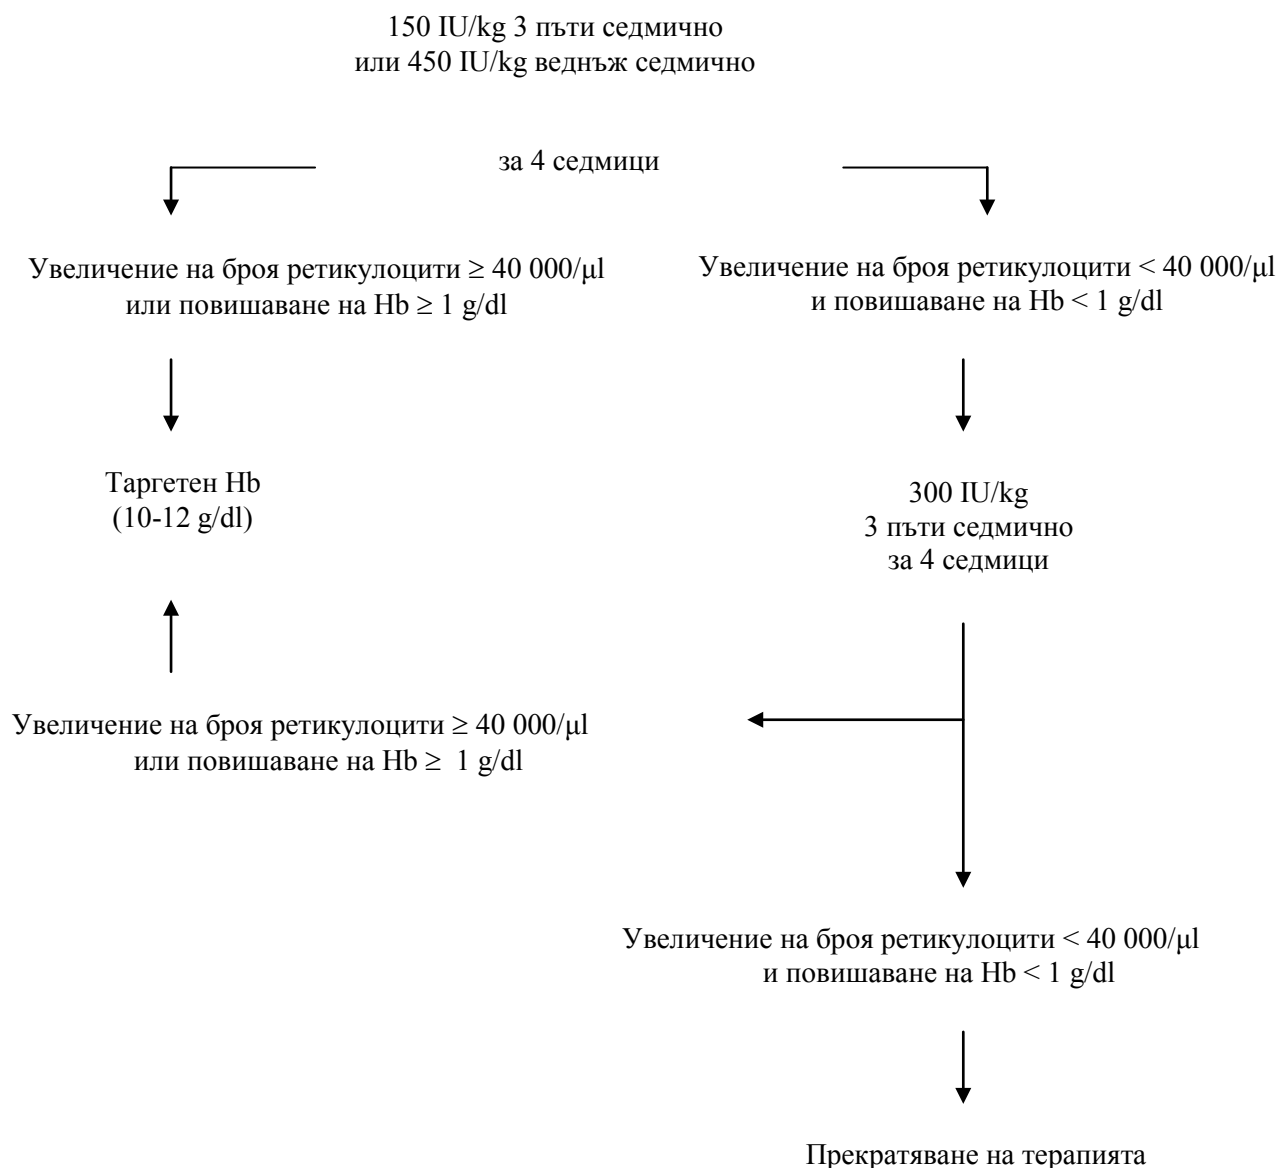 150 IU/kg 3 пъти седмично
или 450 IU/kg веднъж седмично
за 4 седмици
Увеличение на броя ретикулоцити ≥ 40 000/μl
или повишаване на Hb ≥ 1 g/dl
Увеличение на броя ретикулоцити < 40 000/μl
и повишаване на Hb < 1 g/dl
Таргетен Hb
(10-12 g/dl)
300 IU/kg
3 пъти седмично
за 4 седмици
Увеличение на броя ретикулоцити ≥ 40 000/μl
или повишаване на Hb ≥ 1 g/dl
Увеличение на броя ретикулоцити < 40 000/μl
и повишаване на Hb < 1 g/dl
Прекратяване на терапията